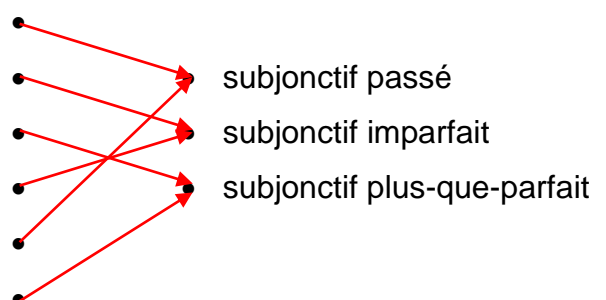 subjonctif passé
subjonctif imparfait
subjonctif plus-que-parfait